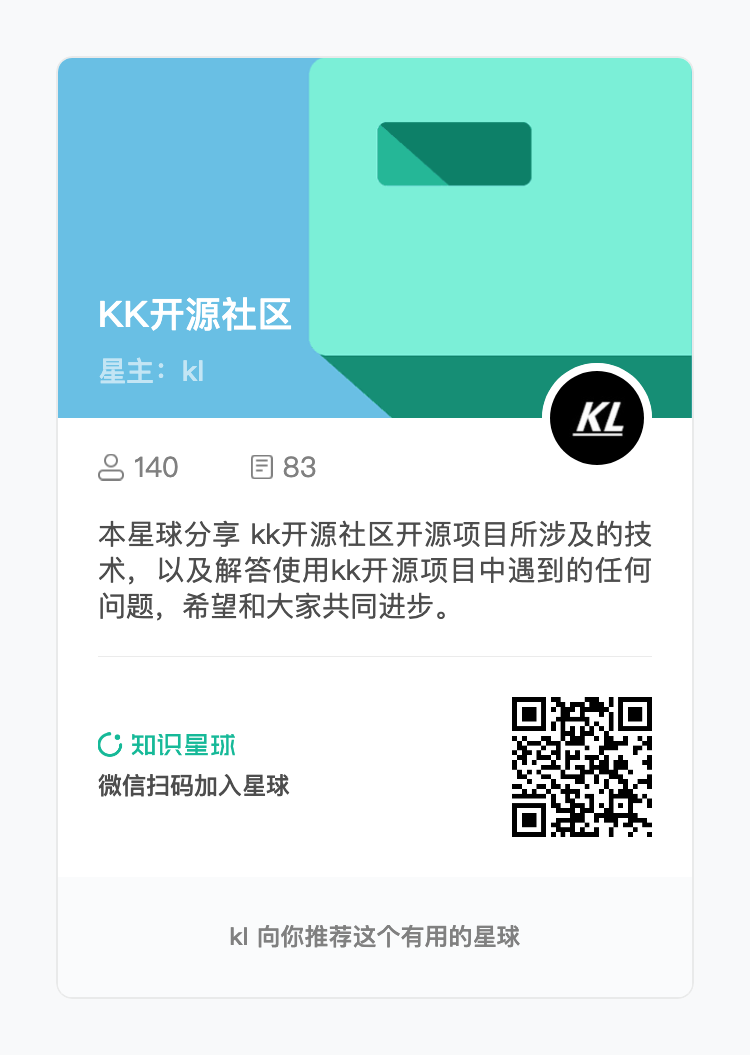 KK开源社区
星主：kl
KL
140 83
本星球分享 kk开源社区开源项目所涉及的技
术，以及解答使用kk开源项目中遇到的任何
问题，希望和大家共同进步。
知识星球
微信扫码加入星球
kl 向你推荐这个有用的星球